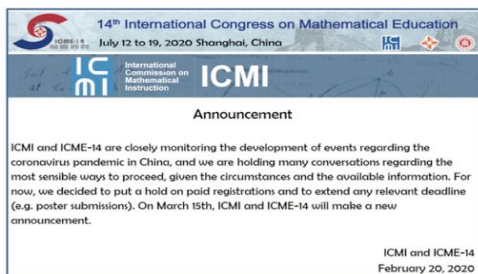 14th International Congress on Mathematical Education
ICME-14
July 12 to 19, 2020 Shanghai, China
IC
MI
International
Commission on
Mathematical
Instruction
ICMI
Announcement
ICMI and ICME-14 are closely monitoring the development of events regarding the
coronavirus pandemic in China, and we are holding many conversations regarding the
most sensible ways to proceed, given the circumstances and the available information. For
now, we decided to put a hold on paid registrations and to extend any relevant deadline
(e.g. poster submissions). On March 15th, ICMI and ICME-14 will make a new
announcement.
ICMI and ICME-14
February 20, 2020